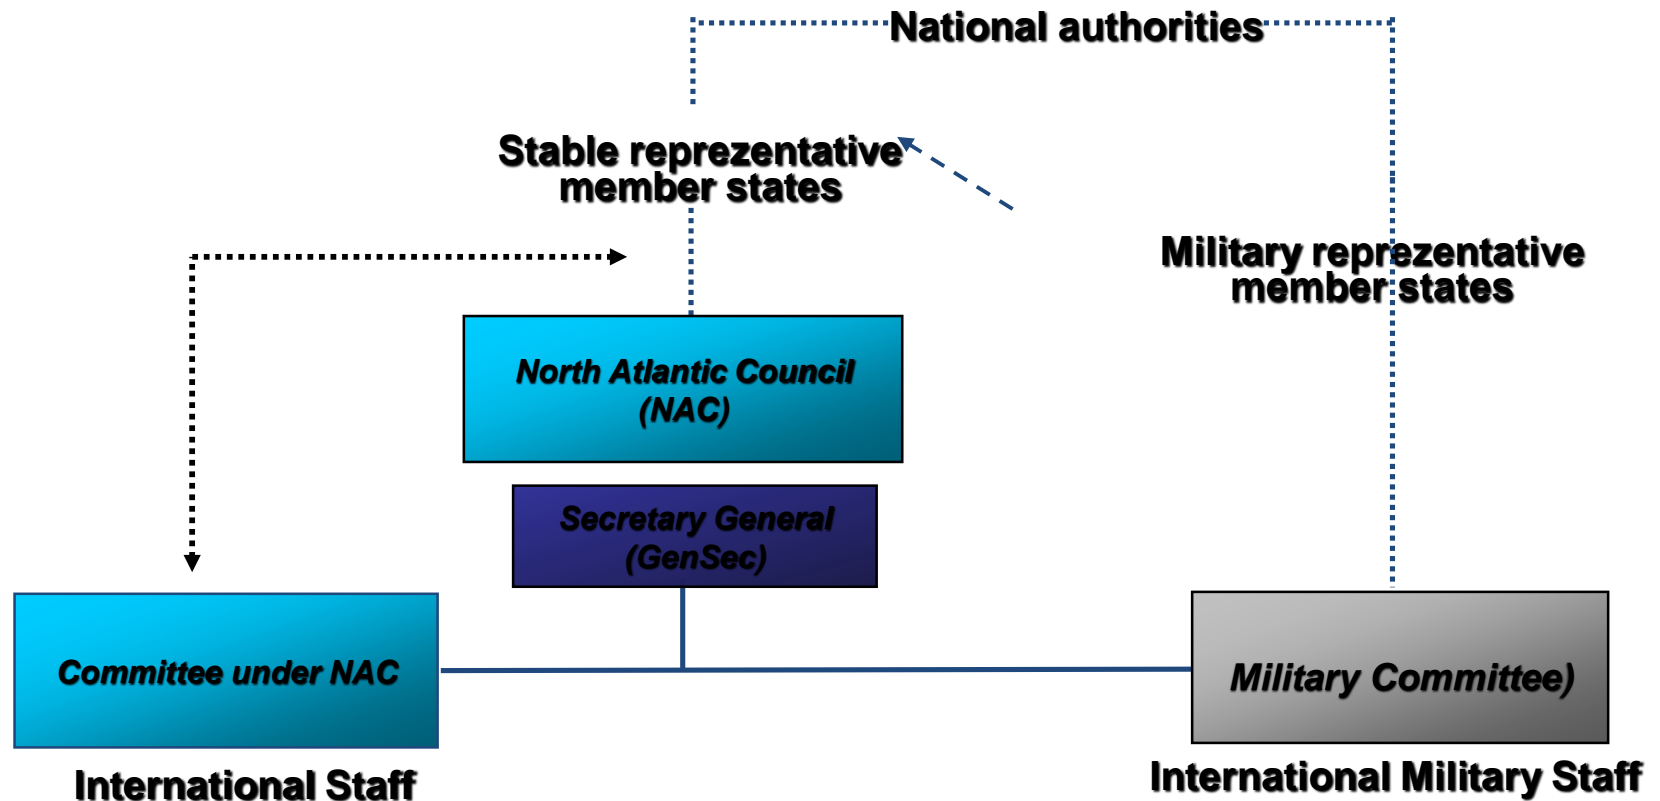 National authorities
Stable reprezentative
member states
Military reprezentative
member states
North Atlantic Council
(NAC)
Secretary General
(GenSec)
Committee under NAC
Military Committee)
International Staff
International Military Staff